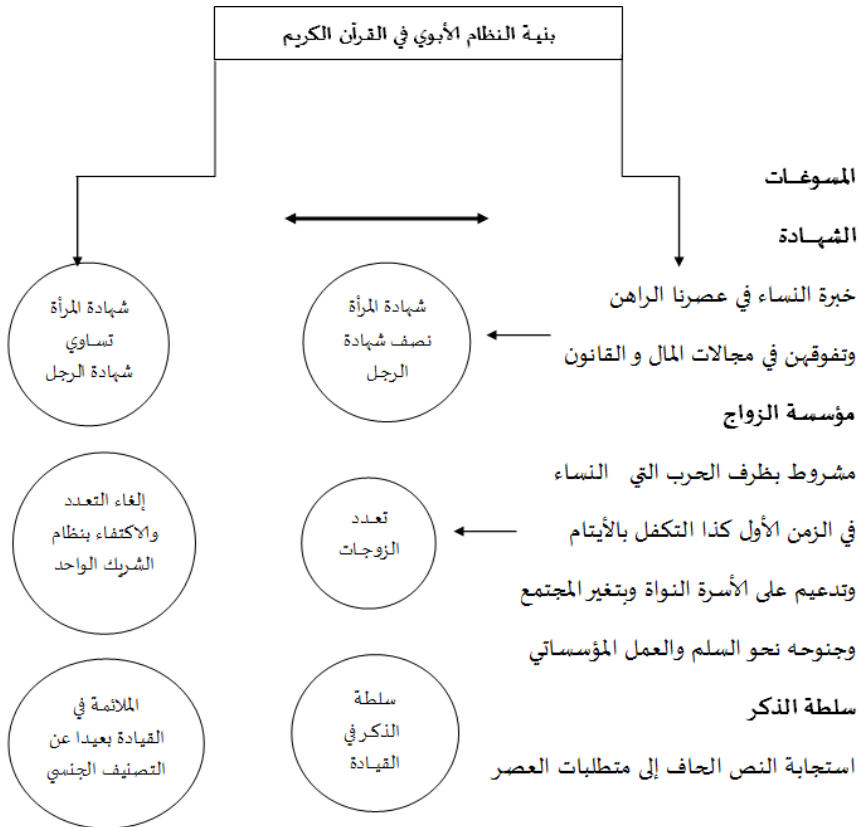 بنية النظام الأبوي في القرآن الكريم
المسوغات
الشهادة
خبرة النساء في عصرنا الراهن
وتفوقهن في مجالات المال و القانون
شهادة المرأة
نصف شهادة
الرجل
شهادة المرأة
تساوي
شهادة الرجل
مؤسسة الزواج
مشروط بظرف الحرب التي النساء
في الزمن الأول كذا التكفل بالأيتام
وتدعيم على الأسرة النواة وبتغير المجتمع
وجنوحه نحو السلم والعمل المؤسساتي
تعدد
الزوجات
إلغاء التعدد
والاكتفاء بنظام
الشريك الواحد
سلطة الذكر
استجابة النص الحاف إلى متطلبات العصر
سلطة
الذكر في
القيادة
الملائمة في
القيادة بعيدا عن
التصنيف الجنسي